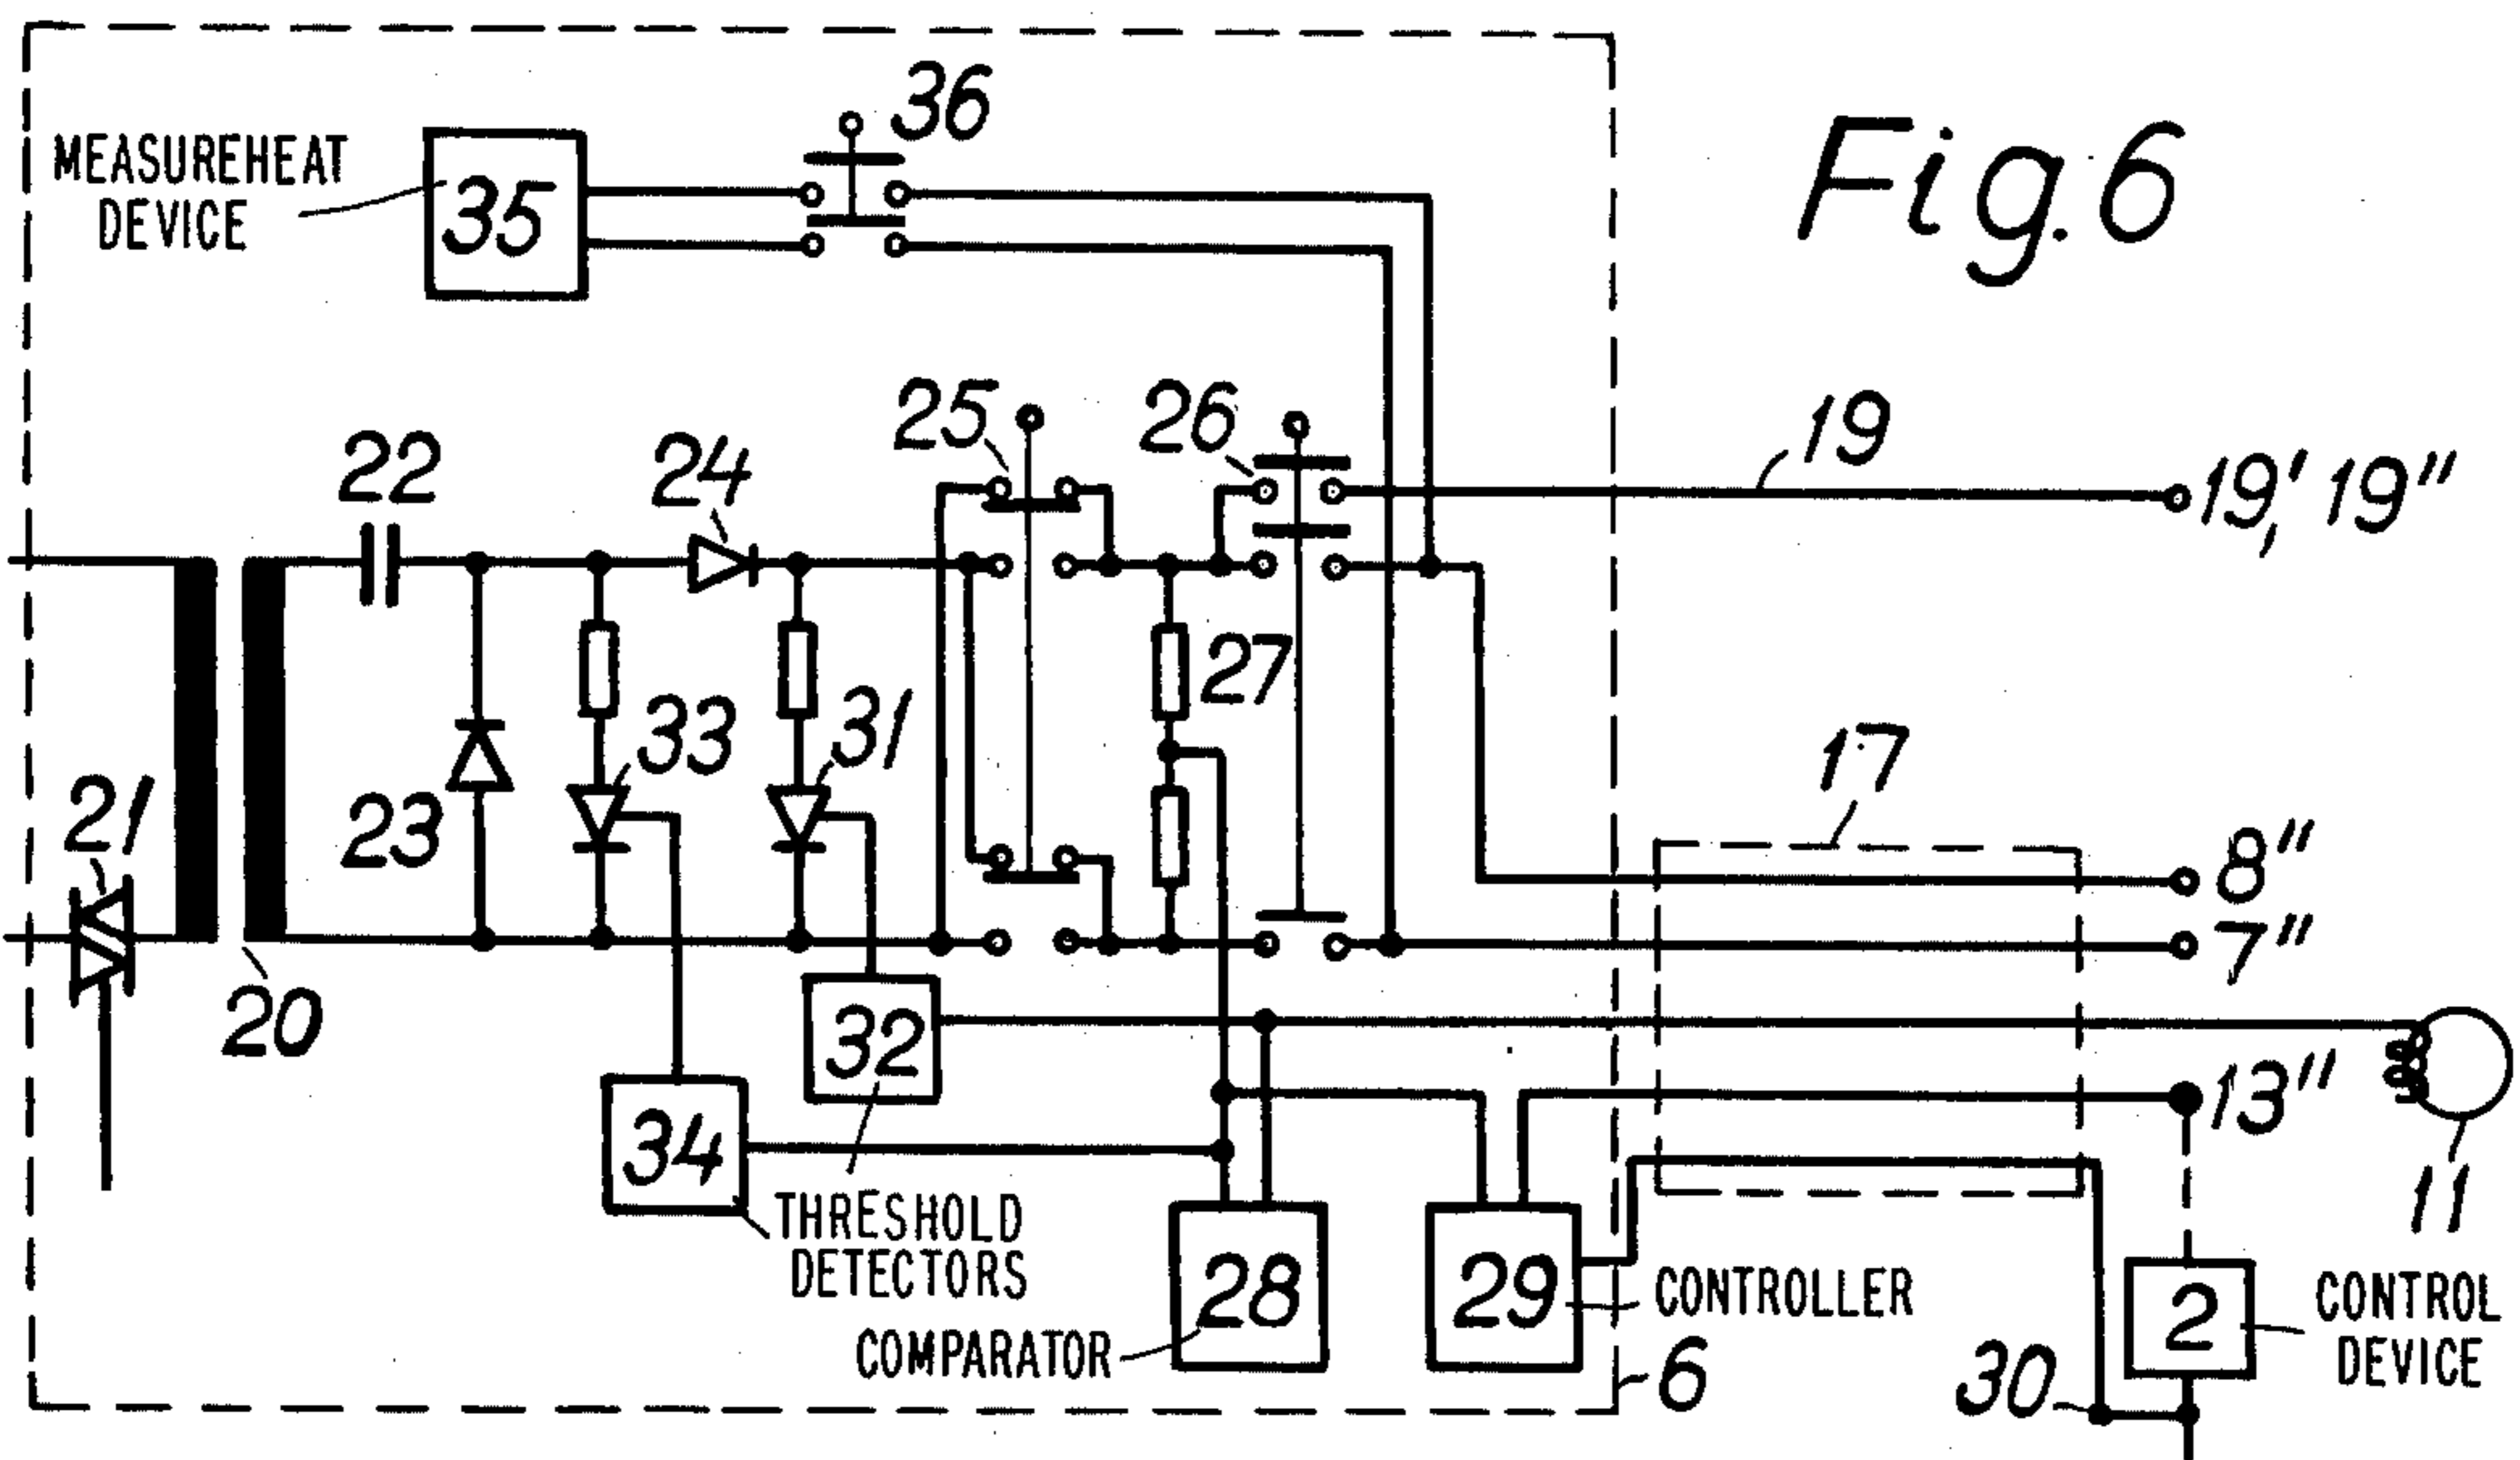 Fig. 6
MEASUREHEAT
DEVICE
35
36
25
26
19
19', 19"
22
24
27
33
31
23
21
20
17
8"
7"
32
34
13"
11
THRESHOLD
DETECTORS
28
29
CONTROLLER
COMPARATOR
6
30
2
CONTROL
DEVICE